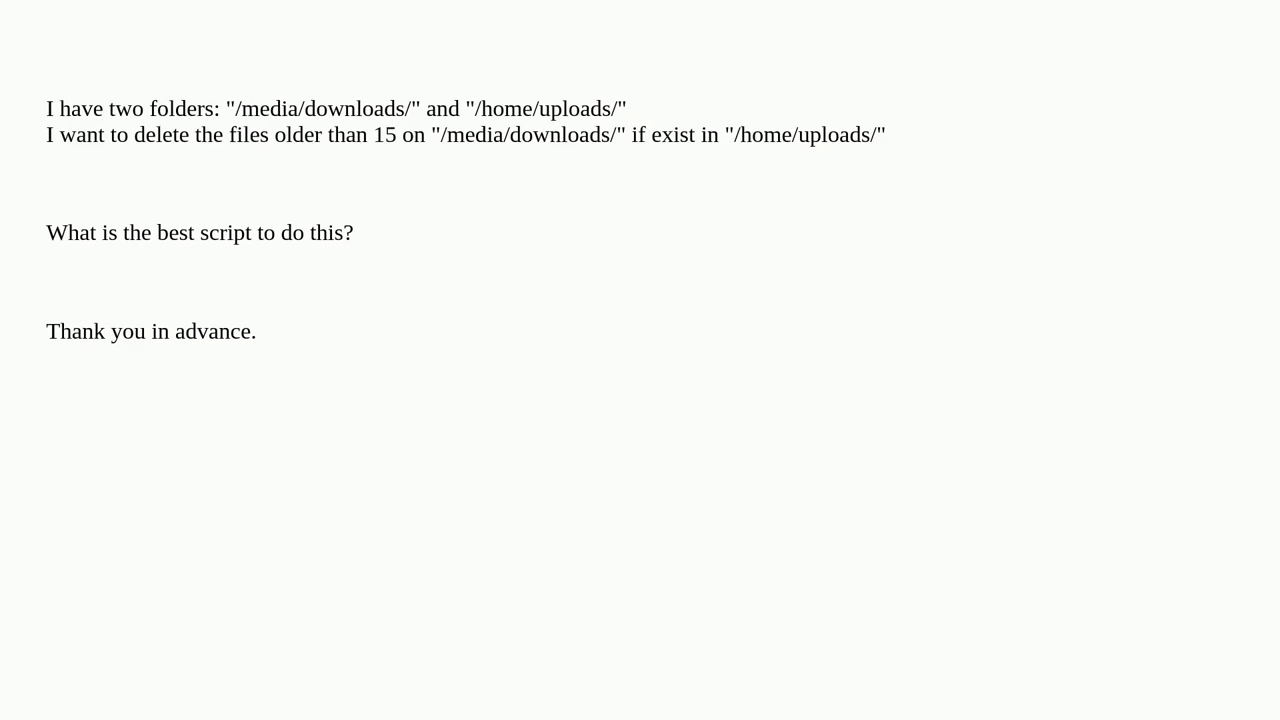 I have two folders: "/media/downloads/" and "/home/uploads/"
I want to delete the files older than 15 on "/media/downloads/" if exist in "/home/uploads/"
What is the best script to do this?
Thank you in advance.